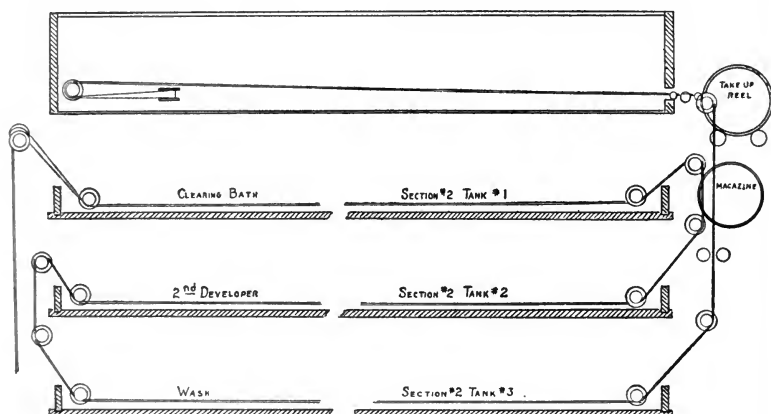 TAKE UP
REEL
MAGAZINE
CLEARING BATH
SECTION #2 TANK #1
2nd DEVELOPER
SECTION #2 TANK #2
WASH
SECTION #2 TANK #3